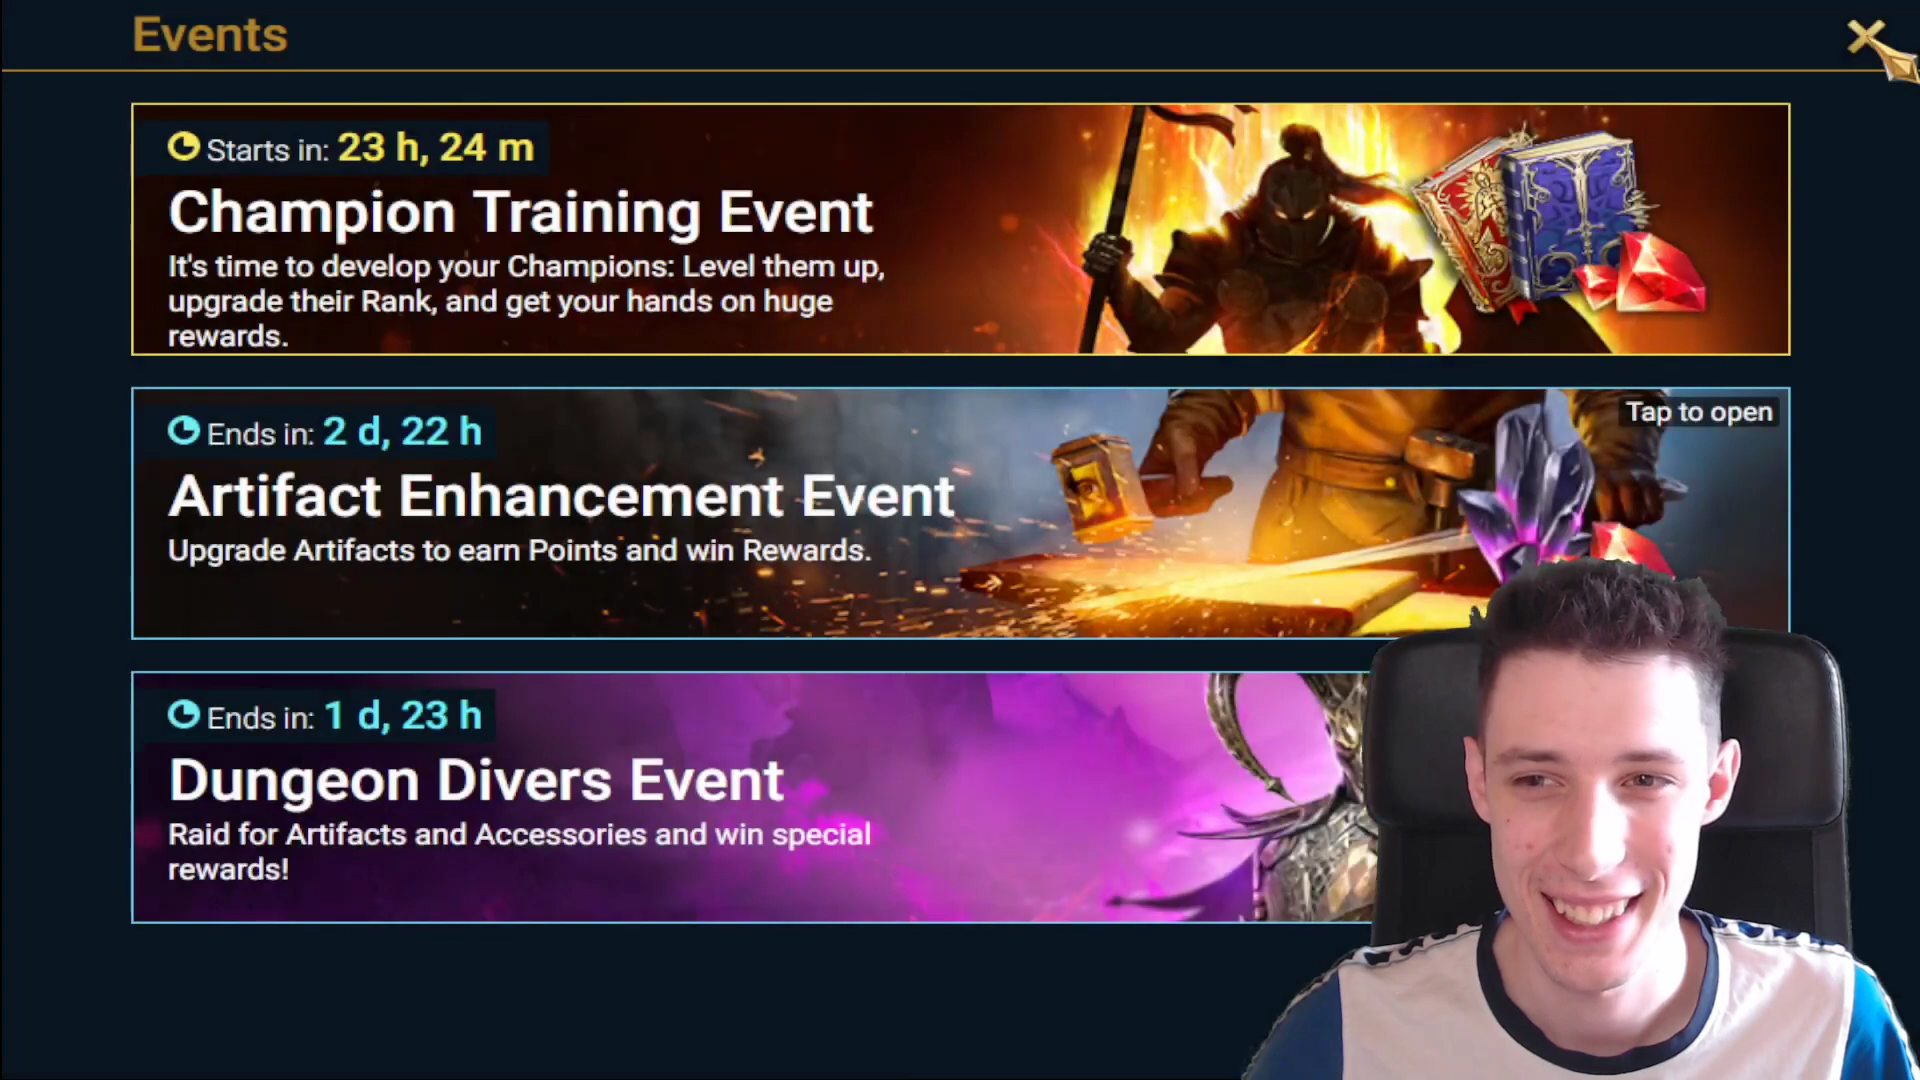 Events
Starts in: 23 h, 24 m
Champion Training Event
It's time to develop your Champions: Level them up,
upgrade their Rank, and get your hands on huge
rewards.
Ends in: 2 d, 22 h
Tap to open
Artifact Enhancement Event
Upgrade Artifacts to earn Points and win Rewards.
Ends in: 1 d, 23 h
Dungeon Divers Event
Raid for Artifacts and Accessories and win special
rewards!